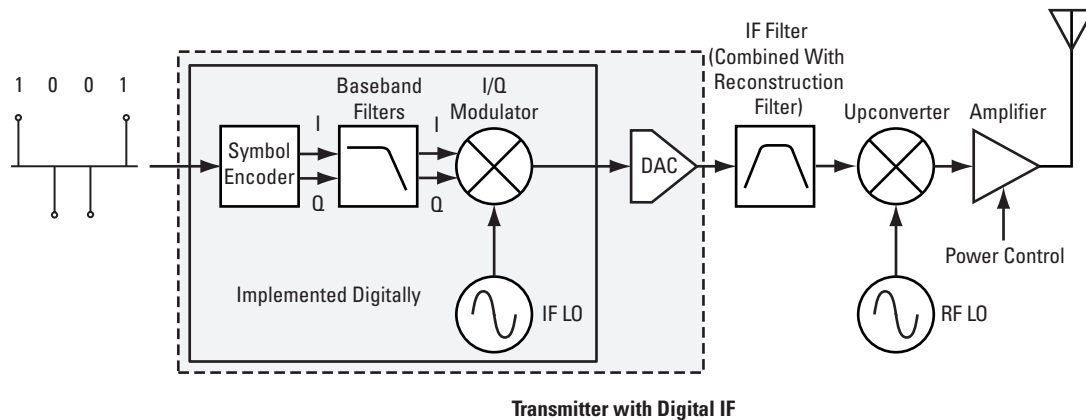 IF Filter
(Combined With
Reconstruction
Filter)
1 0 0 1
Baseband
Filters
I/Q
Modulator
Upconverter
Amplifier
I
I
Symbol
Encoder
DAC
Q
Q
Power Control
Implemented Digitally
IF LO
RF LO
Transmitter with Digital IF